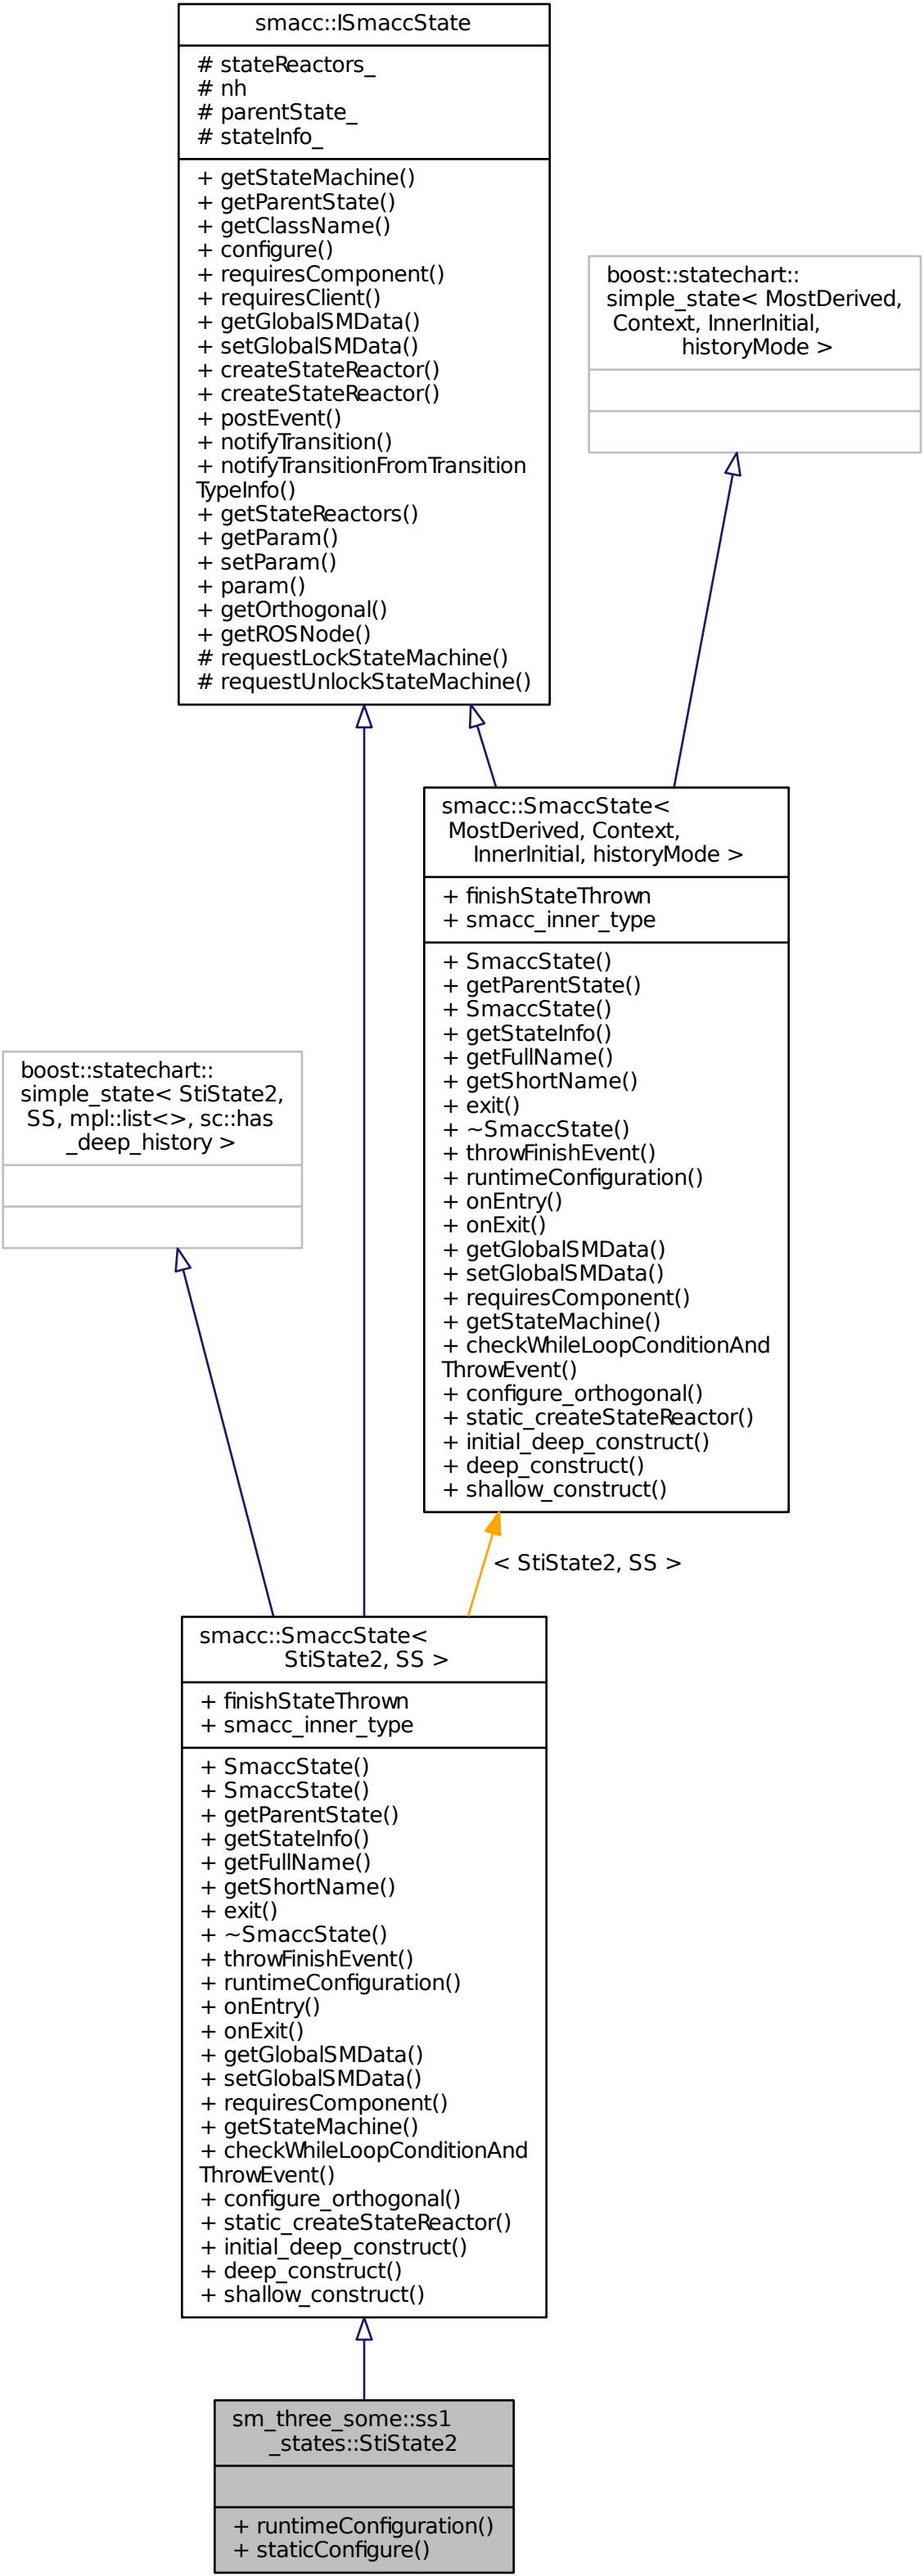 smacc::ISmaccState
# stateReactors_
# nh
# parentState_
# stateInfo_
+ getStateMachine()
+ getParentState()
+ getClassName()
+ configure()
+ requiresComponent()
+ requiresClient()
+ getGlobalSMData()
+ setGlobalSMData()
+ createStateReactor()
+ createStateReactor()
+ postEvent()
+ notifyTransition()
+ notifyTransitionFromTransition
TypeInfo()
+ getStateReactors()
+ getParam()
+ setParam()
+ param()
+ getOrthogonal()
+ getROSNode()
# requestLockStateMachine()
# requestUnlockStateMachine()
boost::statechart::
simple_state< MostDerived,
Context, InnerInitial,
historyMode >
smacc::SmaccState<
MostDerived, Context,
InnerInitial, historyMode >
+ finishStateThrown
+ smacc_inner_type
+ SmaccState()
+ getParentState()
+ SmaccState()
+ getStateInfo()
+ getFullName()
+ getShortName()
+ exit()
+ ~SmaccState()
+ throwFinishEvent()
+ runtimeConfiguration()
+ onEntry()
+ onExit()
+ getGlobalSMData()
+ setGlobalSMData()
+ requiresComponent()
+ getStateMachine()
+ checkWhileLoopConditionAnd
ThrowEvent()
+ configure_orthogonal()
+ static_createStateReactor()
+ initial_deep_construct()
+ deep_construct()
+ shallow_construct()
boost::statechart::
simple_state< StiState2,
SS, mpl::list<>, sc::has
_deep_history >
< StiState2, SS >
smacc::SmaccState<
StiState2, SS >
+ finishStateThrown
+ smacc_inner_type
+ SmaccState()
+ SmaccState()
+ getParentState()
+ getStateInfo()
+ getFullName()
+ getShortName()
+ exit()
+ ~SmaccState()
+ throwFinishEvent()
+ runtimeConfiguration()
+ onEntry()
+ onExit()
+ getGlobalSMData()
+ setGlobalSMData()
+ requiresComponent()
+ getStateMachine()
+ checkWhileLoopConditionAnd
ThrowEvent()
+ configure_orthogonal()
+ static_createStateReactor()
+ initial_deep_construct()
+ deep_construct()
+ shallow_construct()
sm_three_some::ss1
_states::StiState2
+ runtimeConfiguration()
+ staticConfigure()